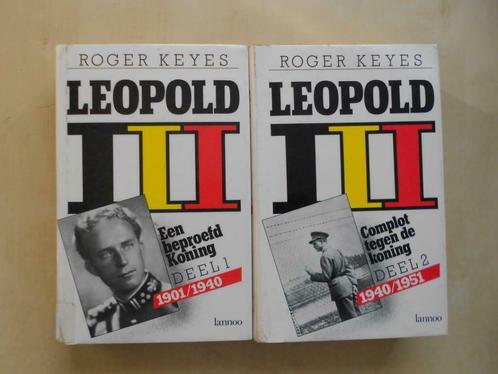 ROGER KEYES
LEOPOLD
III
Een
beproefd
Koning
DEEL 1
1901/1940
lannoo
ROGER KEYES
LEOPOLD
III
Complot
tegen de
koning
DEEL 2
1940/1951
lannoo